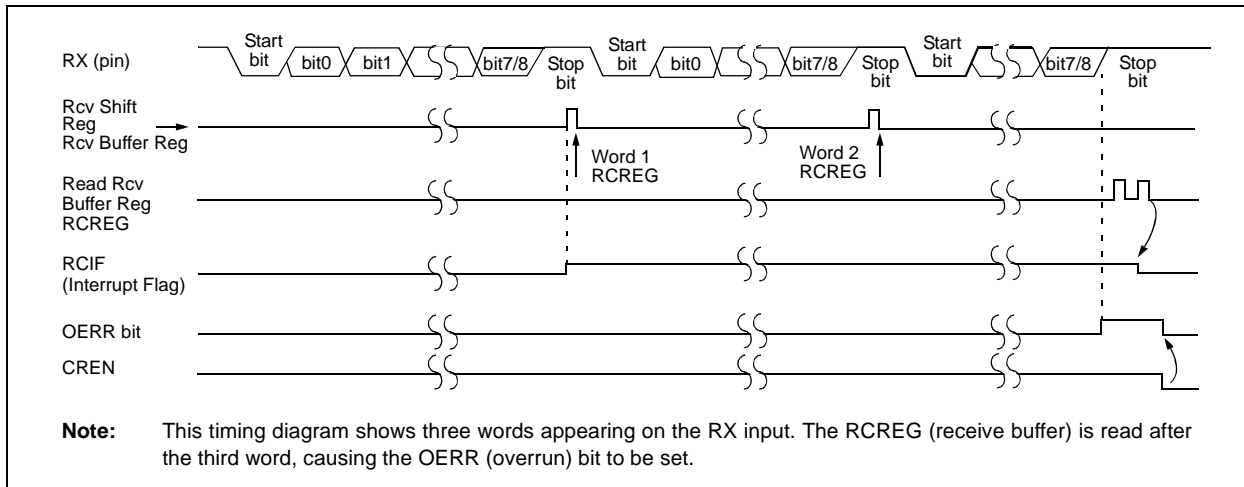 RX (pin)
Start
bit
bit0
bit1
bit7/8
Stop
bit
Start
bit
bit0
bit7/8
Stop
bit
Start
bit
bit7/8
Stop
bit
Rcv Shift
Reg
Rcv Buffer Reg
Word 1
RCREG
Word 2
RCREG
Read Rcv
Buffer Reg
RCREG
RCIF
(Interrupt Flag)
OERR bit
CREN
Note: This timing diagram shows three words appearing on the RX input. The RCREG (receive buffer) is read after
the third word, causing the OERR (overrun) bit to be set.